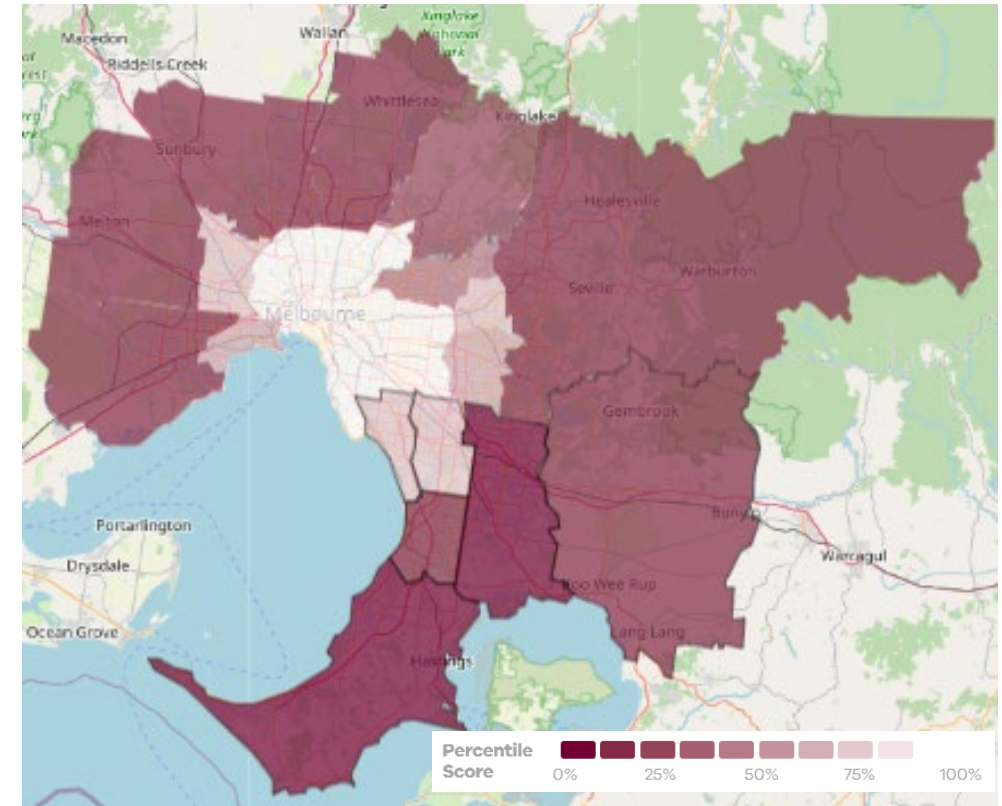 Kinglake
National
Park
Macedon
Wallan
Riddells Creek
Whittlesea
Kinglake
Sunbury
Healesville
Melton
Warburton
Seville
Melbourne
Gembrook
Bunyip
Portarlington
Warragul
Drysdale
Koo Wee Rup
Ocean Grove
Lang Lang
Hastings
Percentile
Score
0%
25%
50%
75%
100%